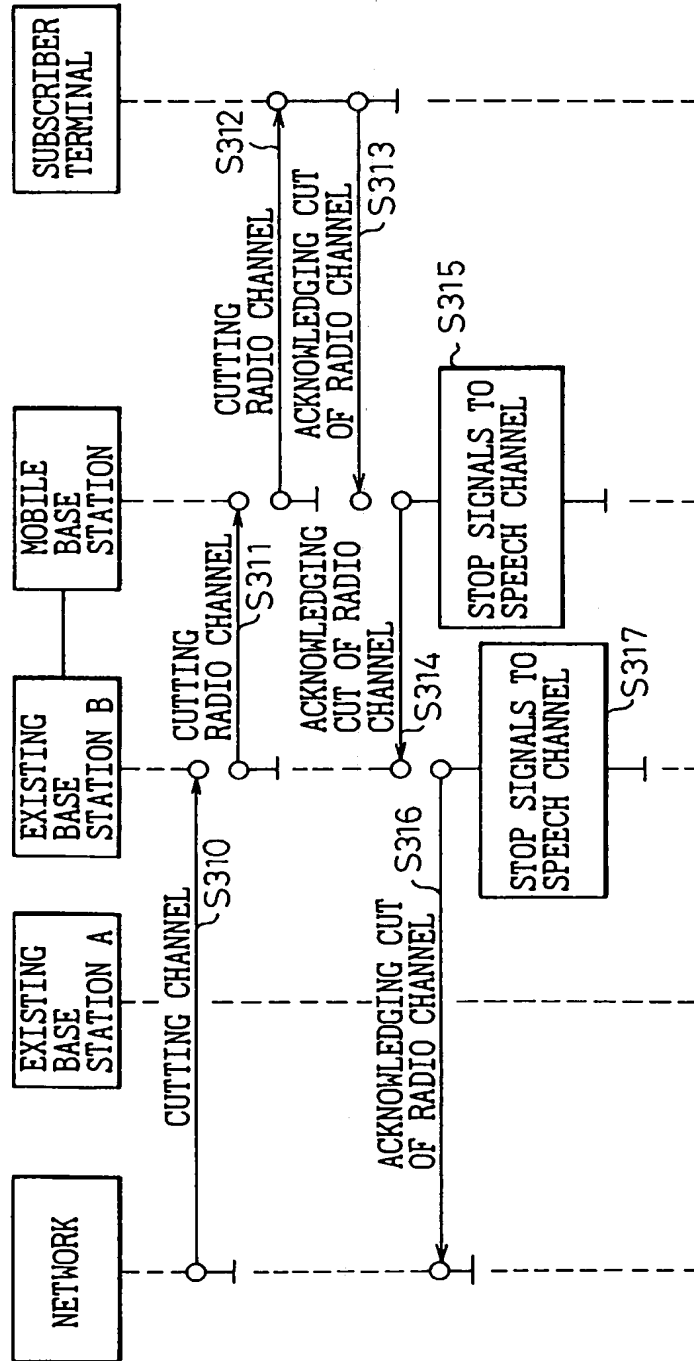 NETWORK
EXISTING
BASE
STATION A
EXISTING
BASE
STATION B
MOBILE
BASE
STATION
SUBSCRIBER
TERMINAL
CUTTING CHANNEL
S310
CUTTING
RADIO CHANNEL
S311
CUTTING
RADIO CHANNEL
S312
ACKNOWLEDGING CUT
OF RADIO CHANNEL
S313
ACKNOWLEDGING
CUT OF RADIO
CHANNEL
S314
STOP SIGNALS TO
SPEECH CHANNEL
S315
ACKNOWLEDGING CUT
OF RADIO CHANNEL
S316
STOP SIGNALS TO
SPEECH CHANNEL
S317